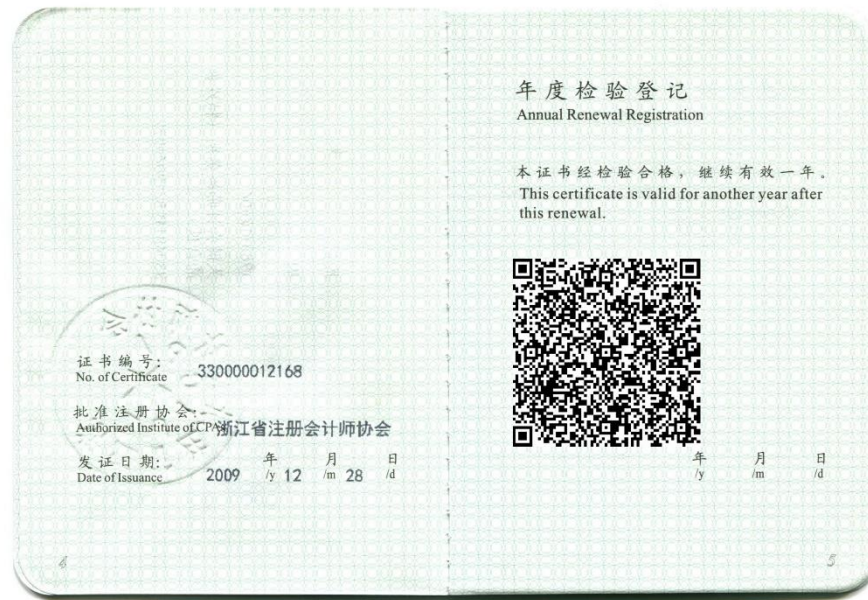 证书编号：
No. of Certificate
330000012168
批准注册协会：
Authorized Institute of CPAs
浙江省注册会计师协会
发证日期：
Date of Issuance
2009 年 /y 12 月 /m 28 日 /d
年度检验登记
Annual Renewal Registration
本证书经检验合格，继续有效一年。
This certificate is valid for another year after
this renewal.
年 /y 月 /m 日 /d
5